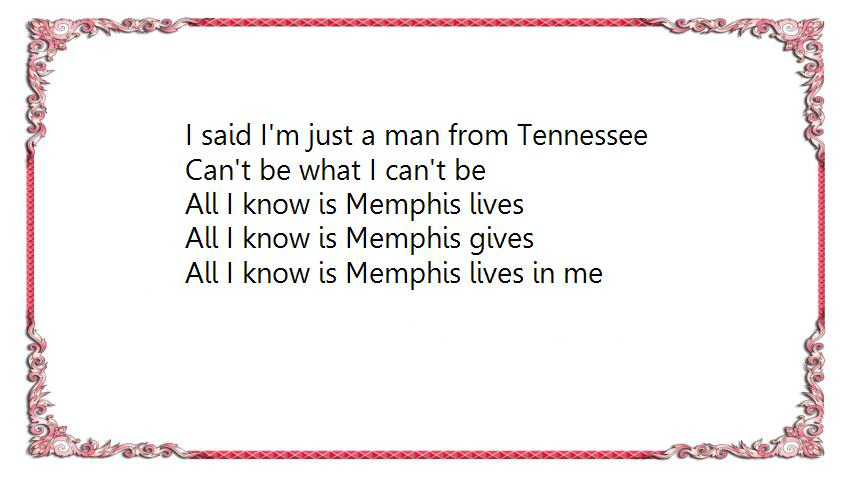 I said I'm just a man from Tennessee
Can't be what I can't be
All I know is Memphis lives
All I know is Memphis gives
All I know is Memphis lives in me